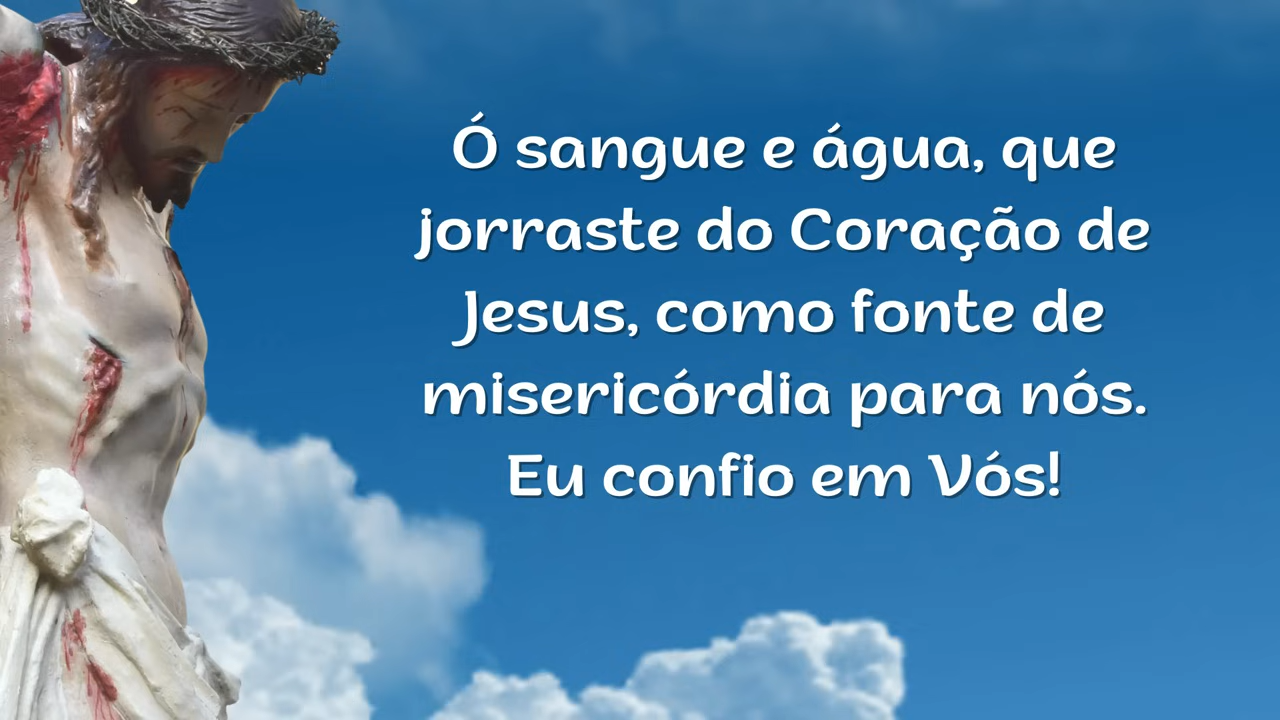 Ó sangue e água, que
jorraste do Coração de
Jesus, como fonte de
misericórdia para nós.
Eu confio em Vós!